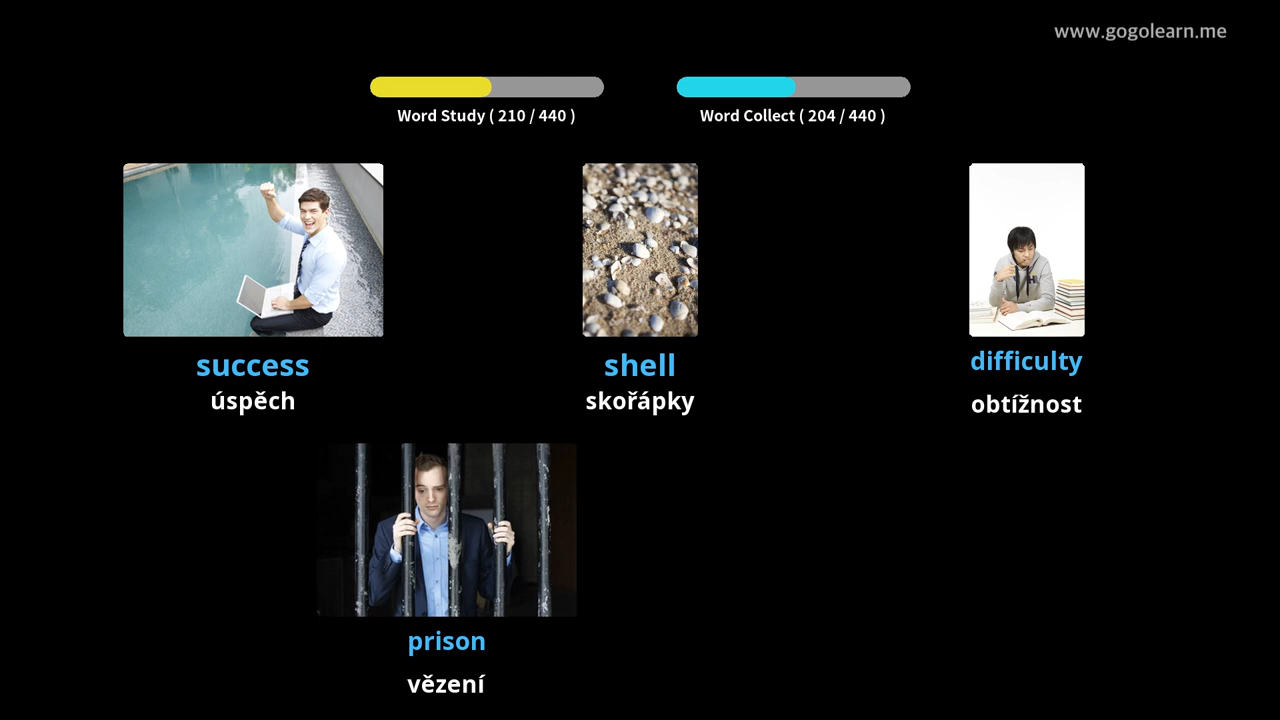 www.gogolearn.me
Word Study ( 210 / 440 )
Word Collect ( 204 / 440 )
success
úspěch
shell
skořápky
difficulty
obtížnost
prison
vězení